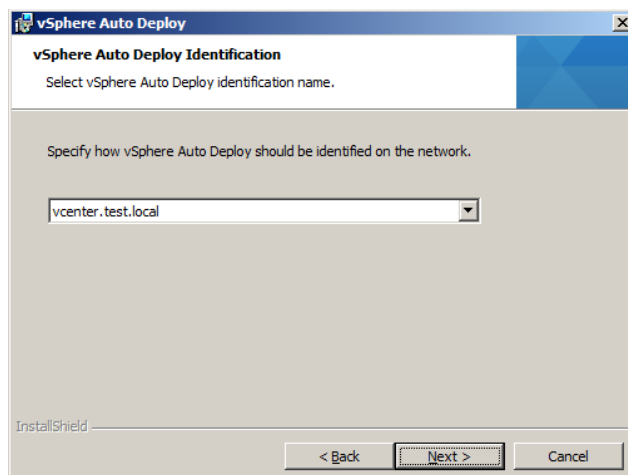 vSphere Auto Deploy
vSphere Auto Deploy Identification
Select vSphere Auto Deploy identification name.
Specify how vSphere Auto Deploy should be identified on the network.
vcenter.test.local
InstallShield
< Back Next > Cancel